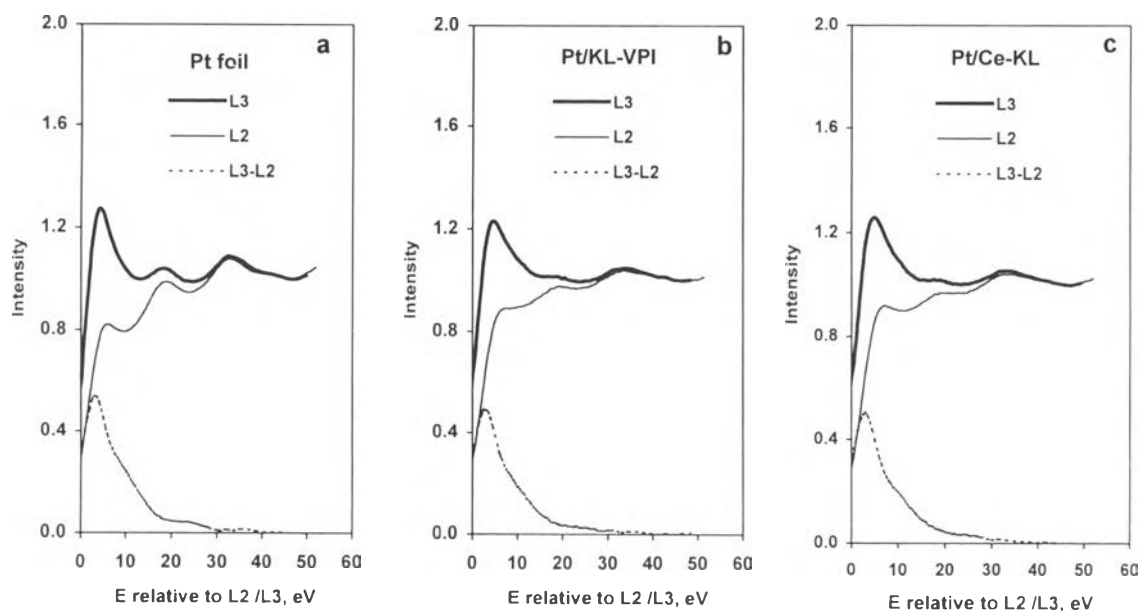 a
Pt foil
L3
L2
L3-L2
2.0
1.6
1.2
0.8
0.4
0.0
Intensity
0 10 20 30 40 50 60
E relative to L2 /L3, eV
b
Pt/KL-VPI
L3
L2
L3-L2
2.0
1.6
1.2
0.8
0.4
0.0
Intensity
0 10 20 30 40 50 60
E relative to L2 /L3, eV
c
Pt/Ce-KL
L3
L2
L3-L2
2.0
1.6
1.2
0.8
0.4
0.0
Intensity
0 10 20 30 40 50 60
E relative to L2 /L3, eV